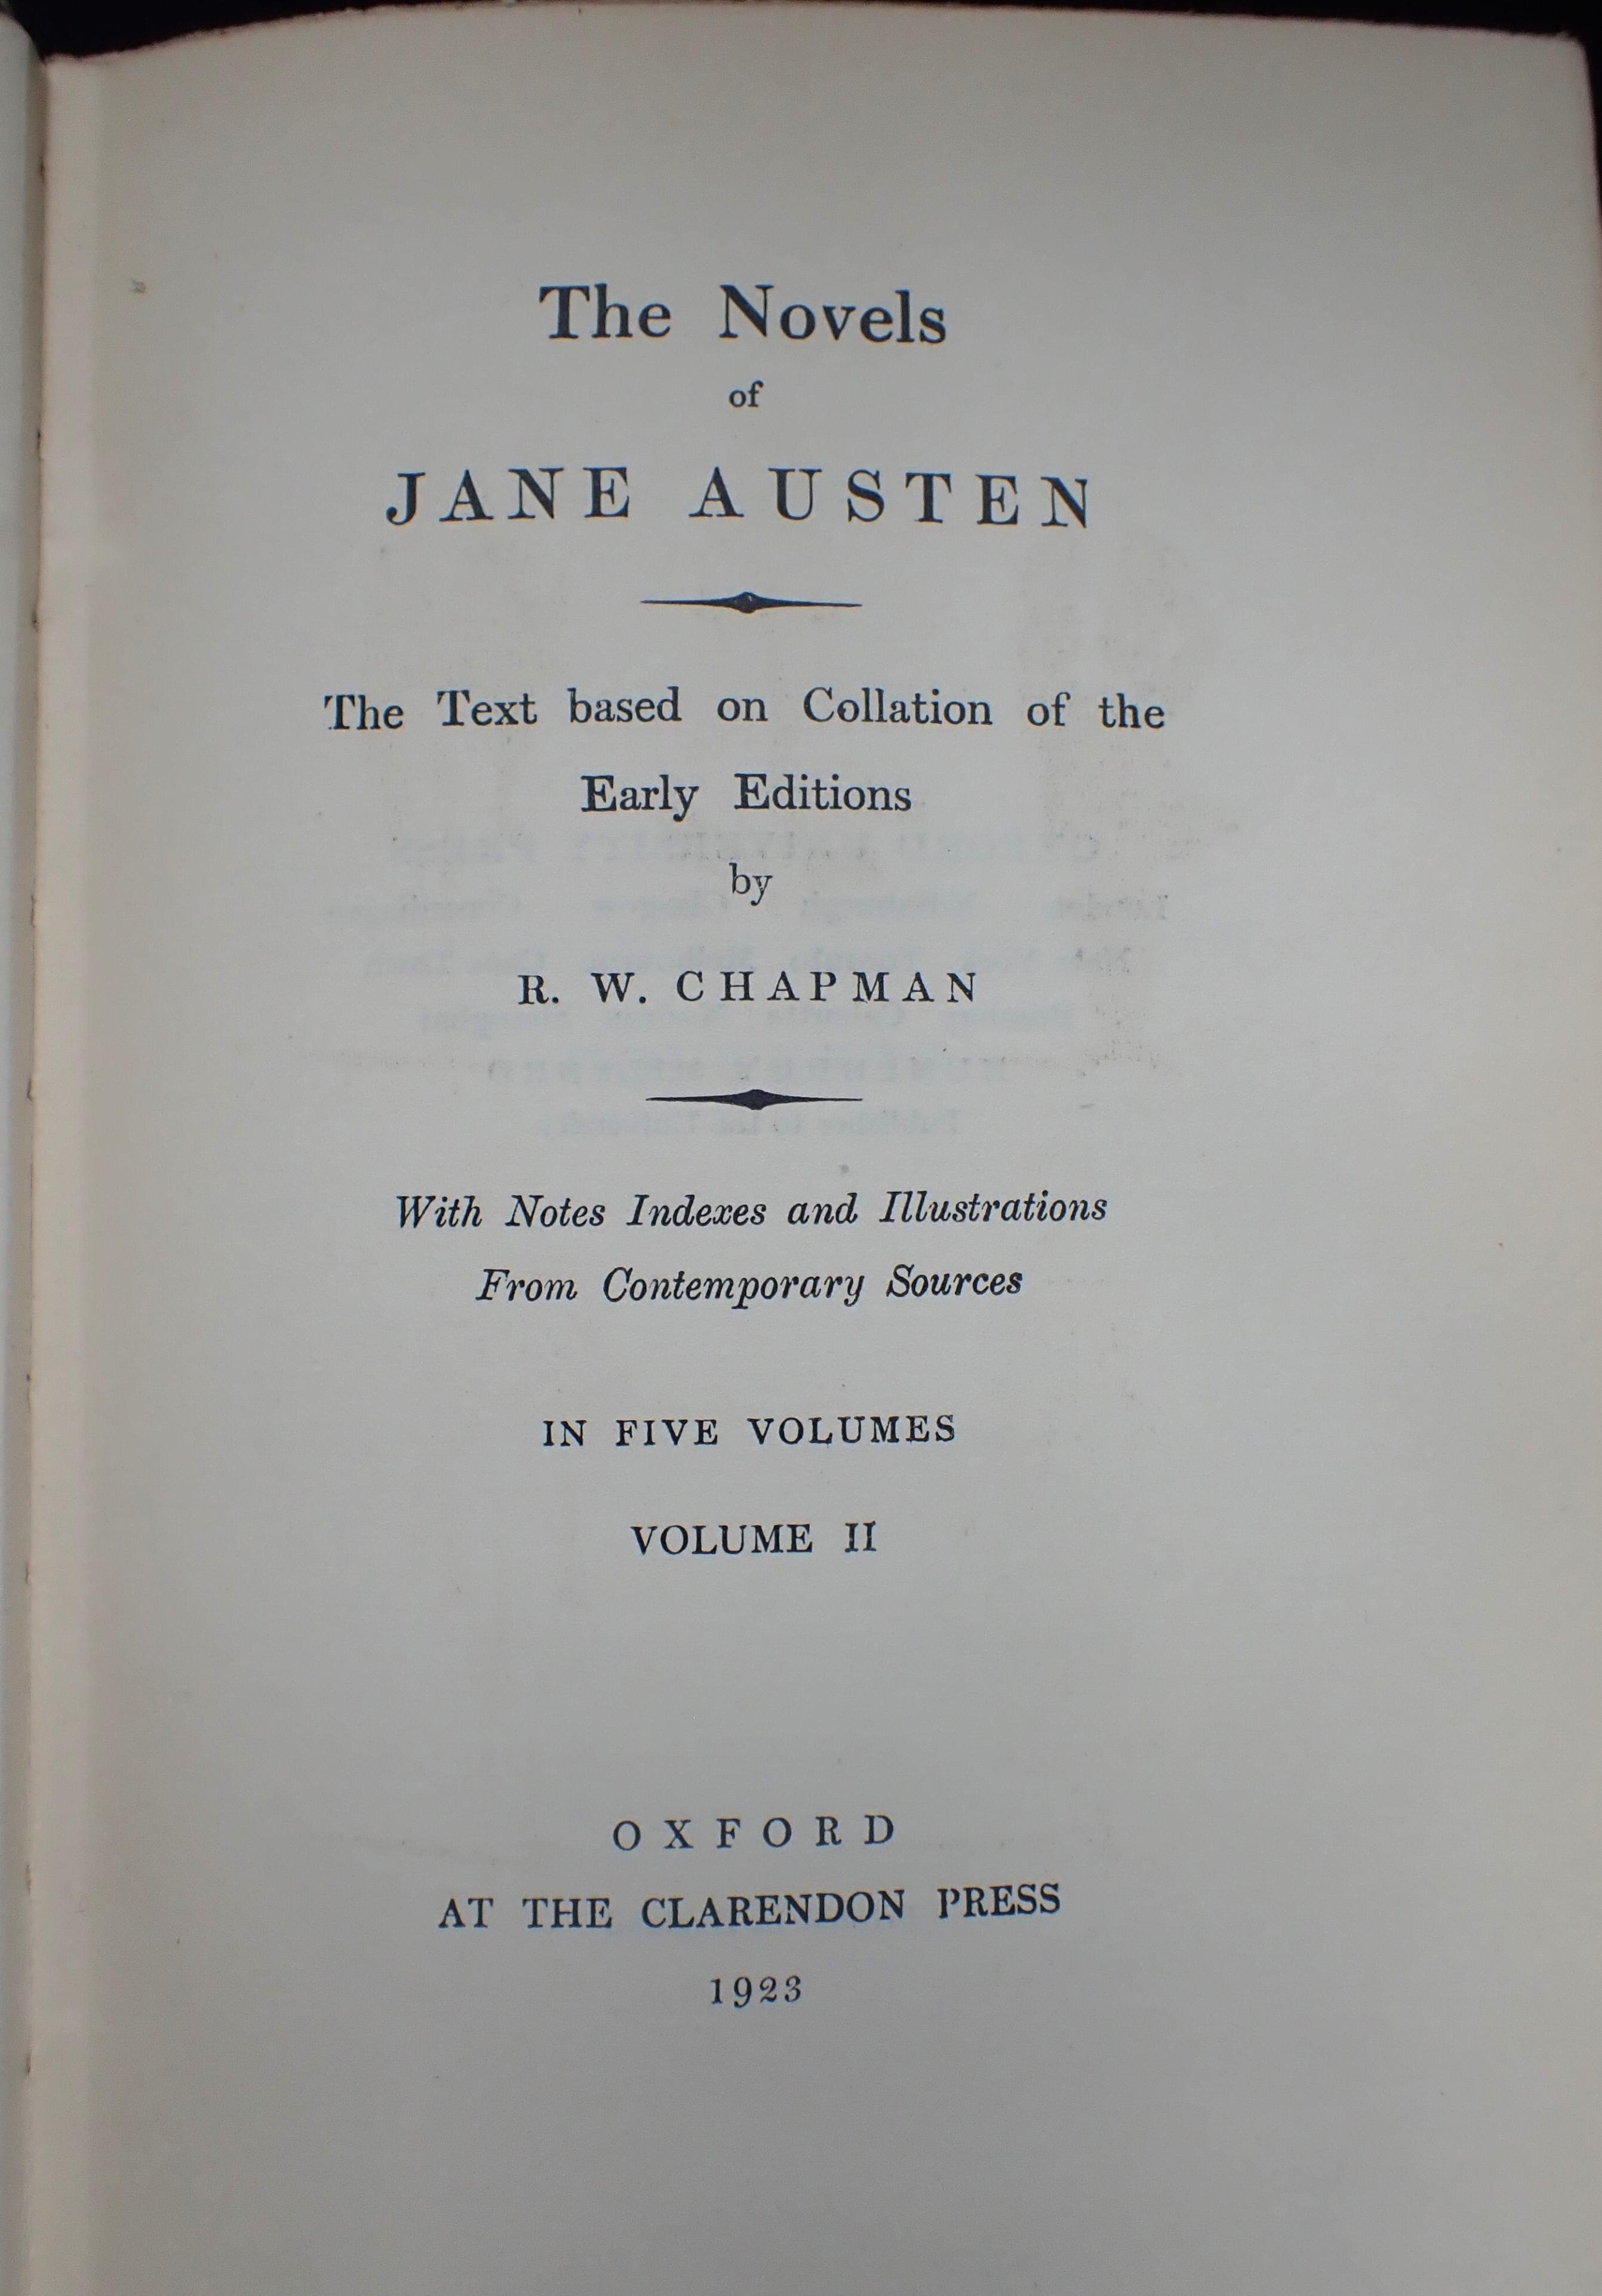 The Novels
of
JANE AUSTEN
The Text based on Collation of the
Early Editions
by
R. W. CHAPMAN
With Notes Indexes and Illustrations
From Contemporary Sources
IN FIVE VOLUMES
VOLUME II
OXFORD
AT THE CLARENDON PRESS
1923